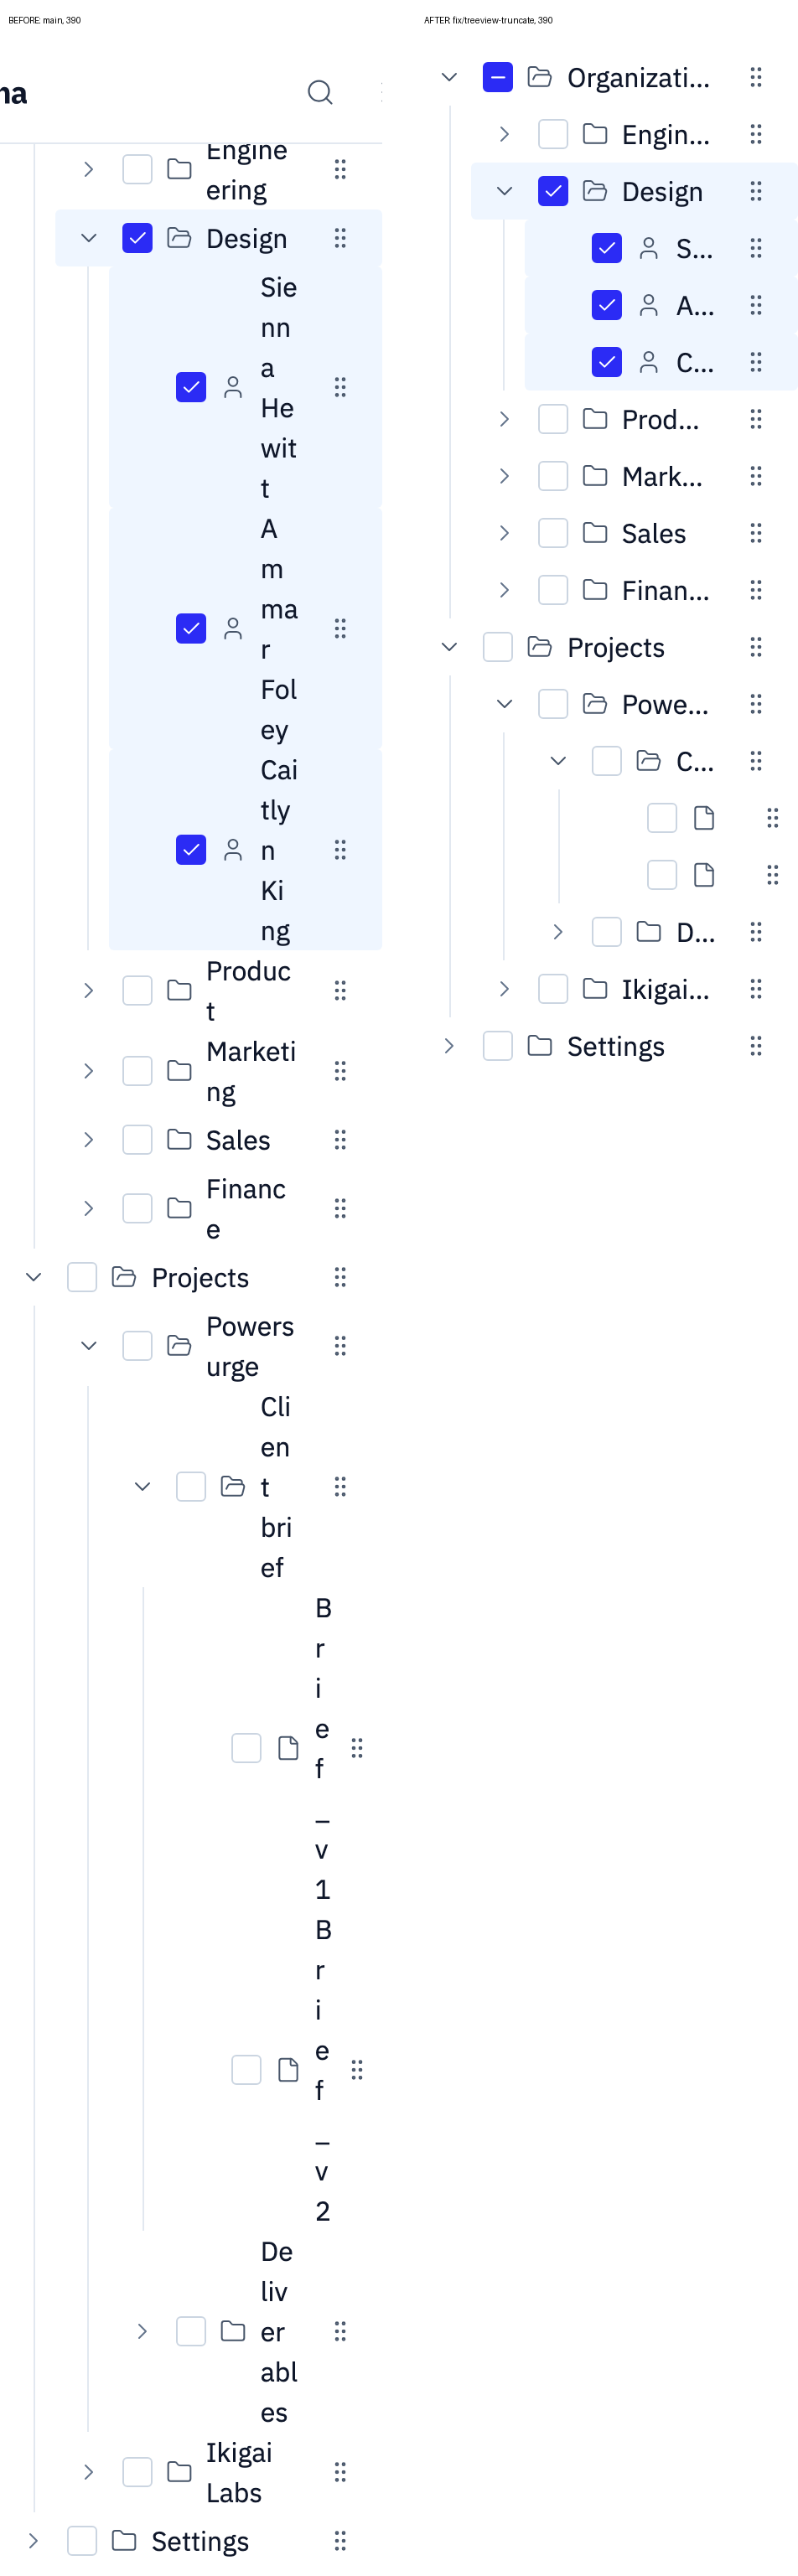 BEFORE: main, 390
na
Engine
ering
Design
Sie
nn
a
He
wit
t
A
m
ma
r
Fol
ey
Cai
tly
n
Ki
ng
Produc
t
Marketi
ng
Sales
Financ
e
Projects
Powers
urge
Cli
en
t
bri
ef
B
r
i
e
f
_
v
1
B
r
i
e
f
_
v
2
De
liv
er
abl
es
Ikigai
Labs
Settings
AFTER: fix/treeview-truncate, 390
Organizati...
Engin...
Design
S...
A...
C...
Prod...
Mark...
Sales
Finan...
Projects
Powe...
C...
D...
Ikigai...
Settings